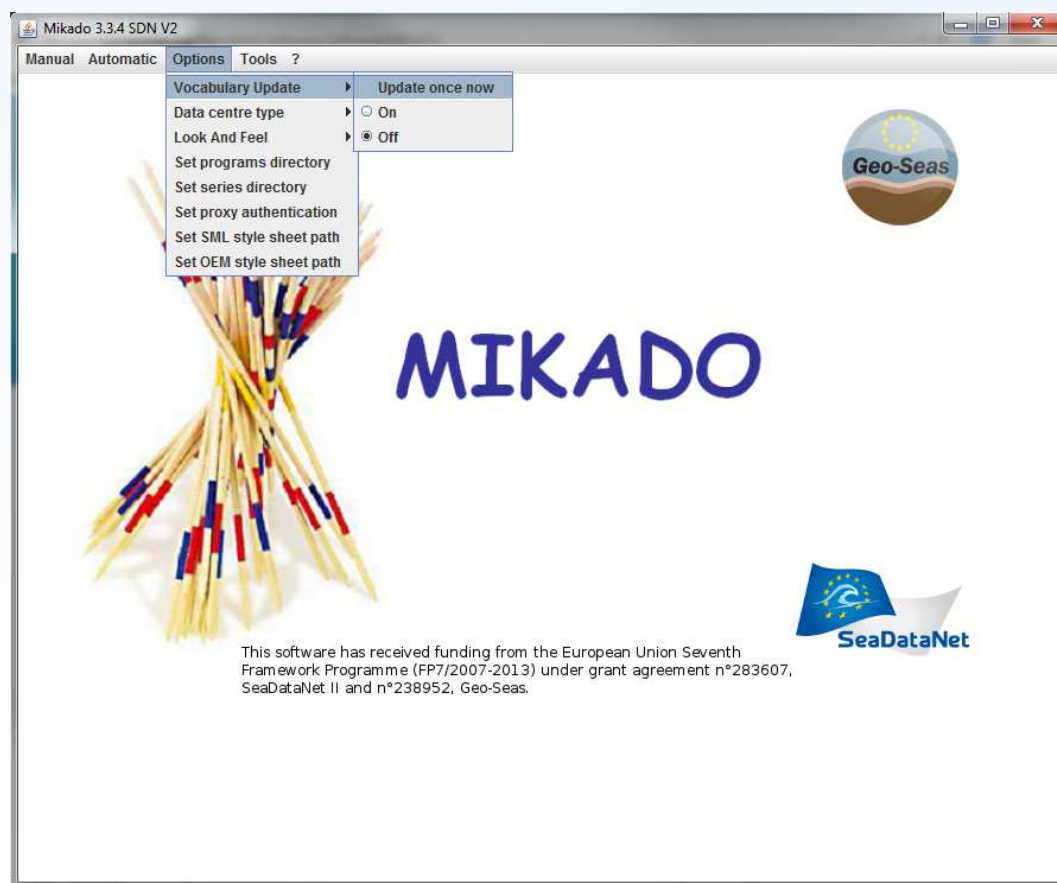 Mikado 3.3.4 SDN V2
Manual Automatic Options Tools ?
Vocabulary Update
Update once now
Data centre type
On
Look And Feel
Off
Set programs directory
Set series directory
Set proxy authentication
Set SML style sheet path
Set OEM style sheet path
Geo-Seas
MIKADO
SeaDataNet
This software has received funding from the European Union Seventh
Framework Programme (FP7/2007-2013) under grant agreement n°283607,
SeaDataNet II and n°238952, Geo-Seas.